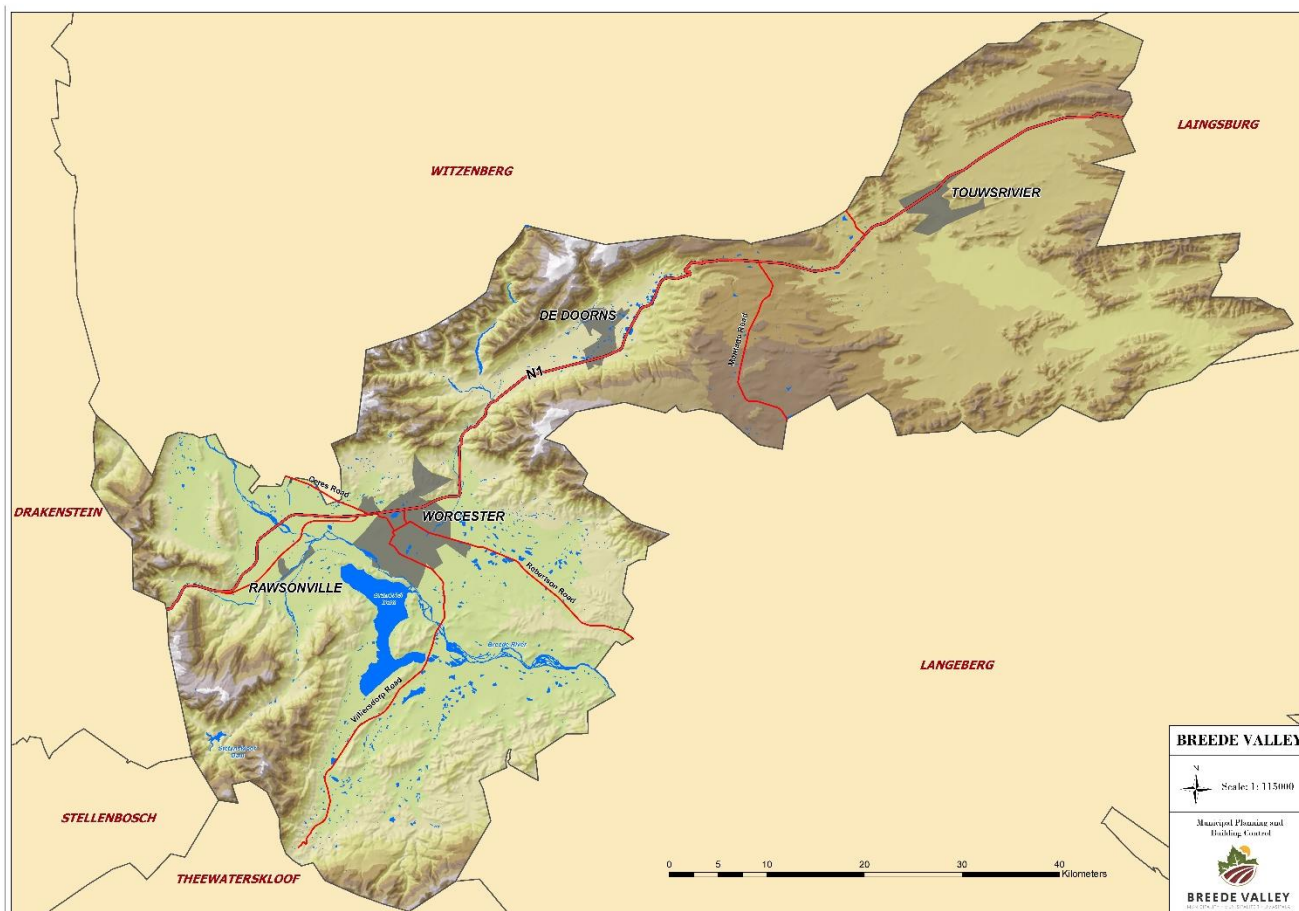 LAINGSBURG
WITZENBERG
TOUWSRIVIER
DE DOORNS
N1
Ceres Road
DRAKENSTEIN
WORCESTER
RAWSONVILLE
Robertson Road
Breede River
LANGEBERG
Villiersdorp Road
Dam
STELLENBOSCH
THEEWATERSKLOOF
0 5 10 20 30 40
Kilometers
BREEDE VALLEY
N
Scale: 1: 115000
Municipal Planning and
Building Control
BREEDE VALLEY